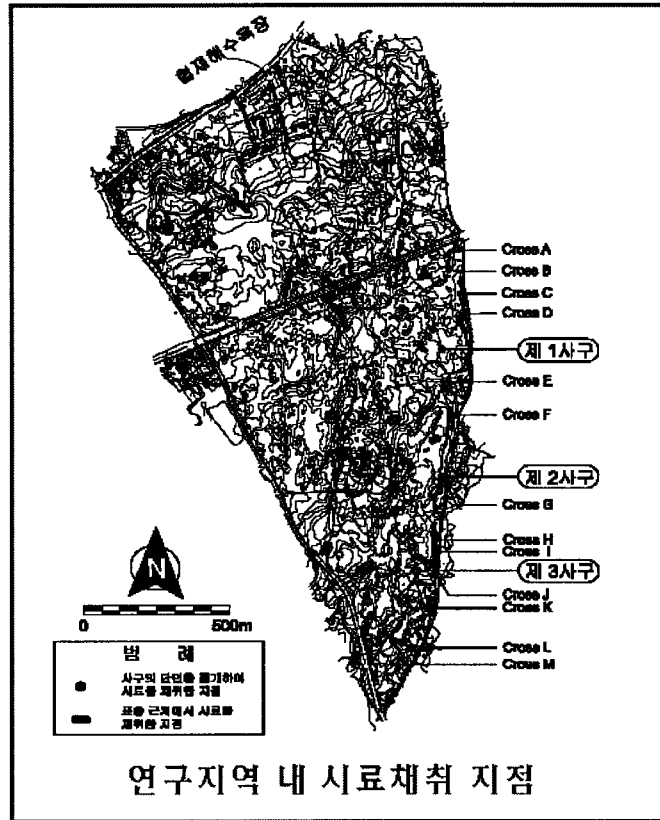 협재해수욕장
Cross A
Cross B
Cross C
Cross D
제 1사구
Cross E
Cross F
제 2사구
Cross G
Cross H
Cross I
제 3사구
Cross J
Cross K
Cross L
Cross M
N
0 500m
범 례
사구의 단면을 절개하여
시료를 채취한 지점
표층 근처에서 시료를
채취한 지점
연구지역 내 시료채취 지점